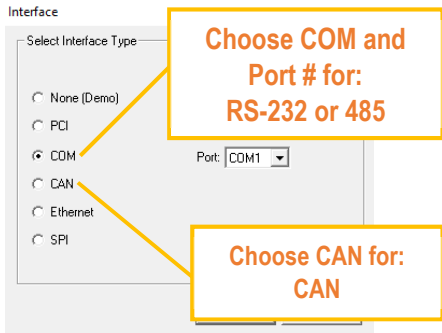 Interface
Select Interface Type
Choose COM and
Port # for:
RS-232 or 485
None (Demo)
PCI
COM
Port: COM1
CAN
Ethernet
SPI
Choose CAN for:
CAN